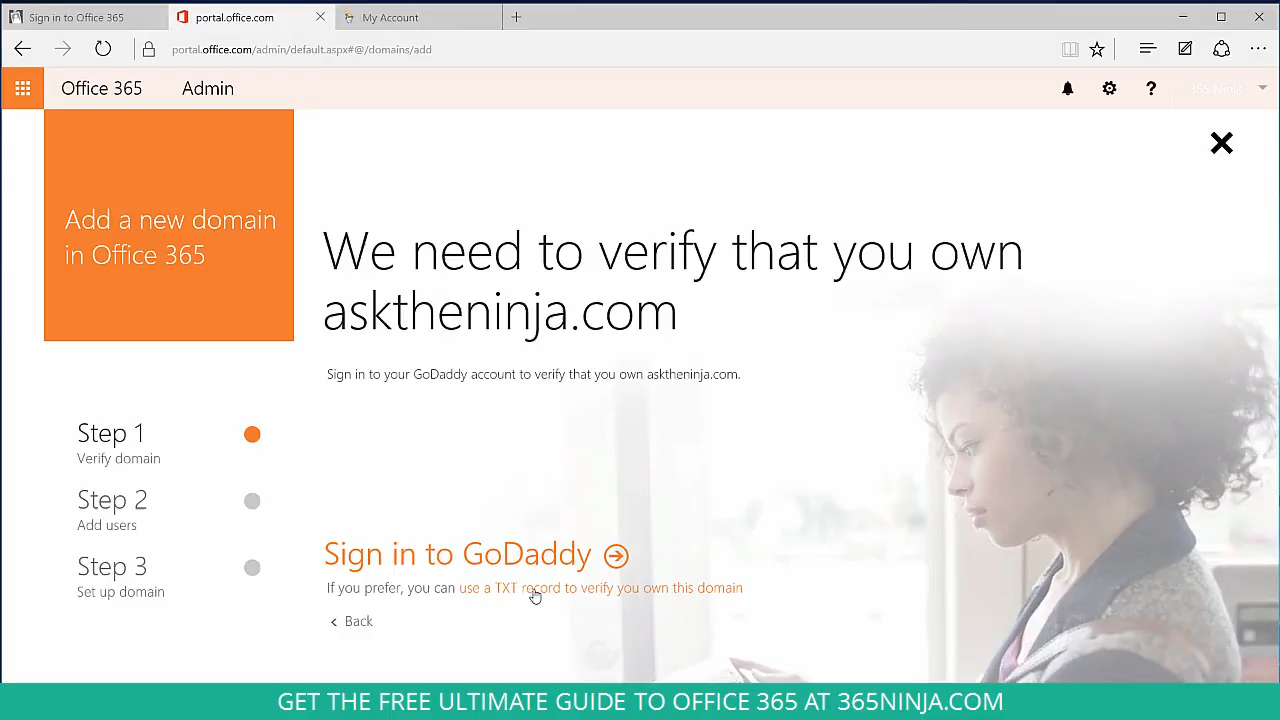 Sign in to Office 365
portal.office.com
My Account
portal.office.com/admin/default.aspx#@/domains/add
Office 365
Admin
365 Ninja
Add a new domain
in Office 365
We need to verify that you own
asktheninja.com
Sign in to your GoDaddy account to verify that you own asktheninja.com.
Step 1
Verify domain
Step 2
Add users
Step 3
Set up domain
Sign in to GoDaddy
If you prefer, you can use a TXT record to verify you own this domain
Back
GET THE FREE ULTIMATE GUIDE TO OFFICE 365 AT 365NINJA.COM